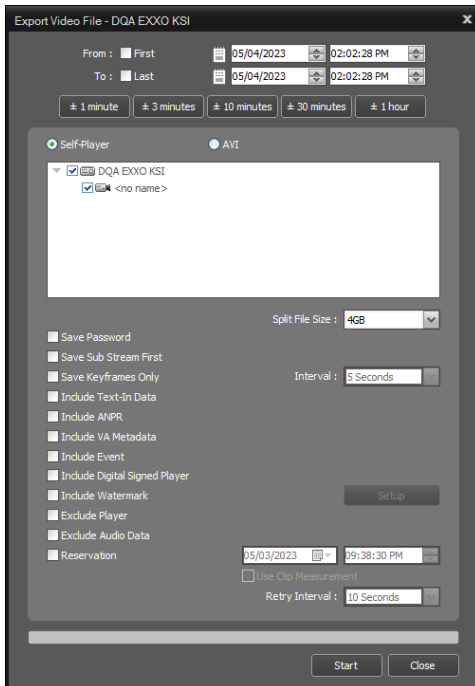 Export Video File - DQA EXXO KSI x
From : First 05/04/2023 02:02:28 PM
To : Last 05/04/2023 02:02:28 PM
± 1 minute ± 3 minutes ± 10 minutes ± 30 minutes ± 1 hour
Self-Player AVI
DQA EXXO KSI
<no name>
Split File Size : 4GB
Save Password
Save Sub Stream First
Save Keyframes Only Interval : 5 Seconds
Include Text-In Data
Include ANPR
Include VA Metadata
Include Event
Include Digital Signed Player
Include Watermark Setup
Exclude Player
Exclude Audio Data
Reservation 05/03/2023 09:38:30 PM
Use Clip Measurement
Retry Interval : 10 Seconds
Start Close